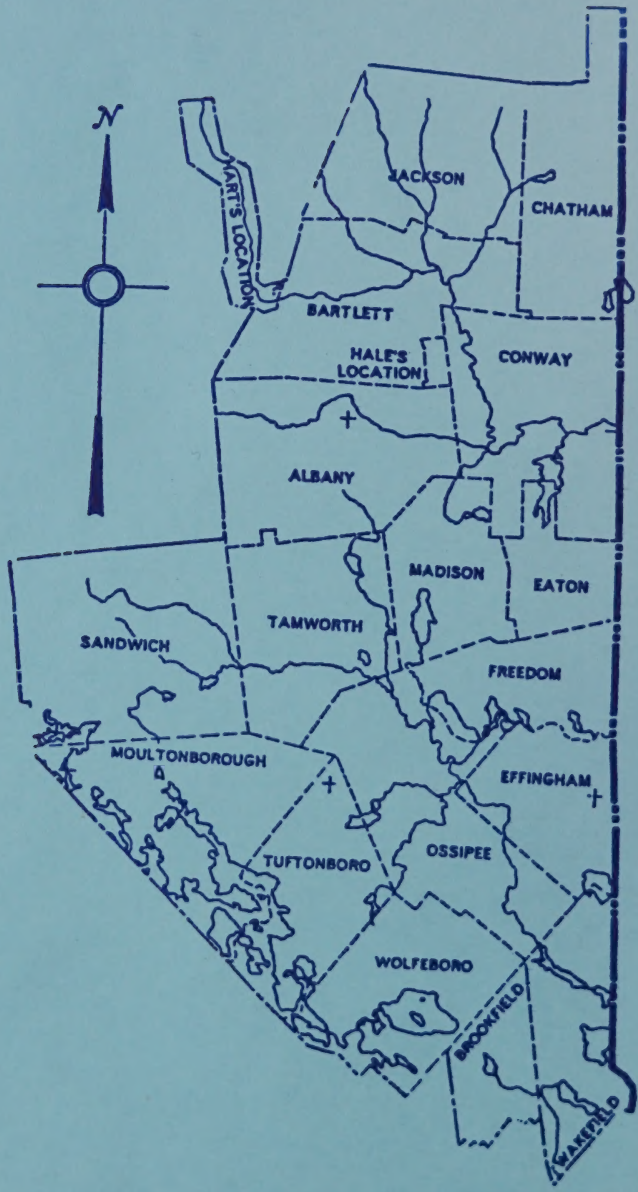 N
HART'S LOCATION
JACKSON
CHATHAM
BARTLETT
HALE'S
LOCATION
CONWAY
ALBANY
MADISON
EATON
TAMWORTH
SANDWICH
FREEDOM
MOULTONBOROUGH
EFFINGHAM
TUFTONBORO
OSSIPEE
WOLFEBORO
BROOKFIELD
WAKEFIELD